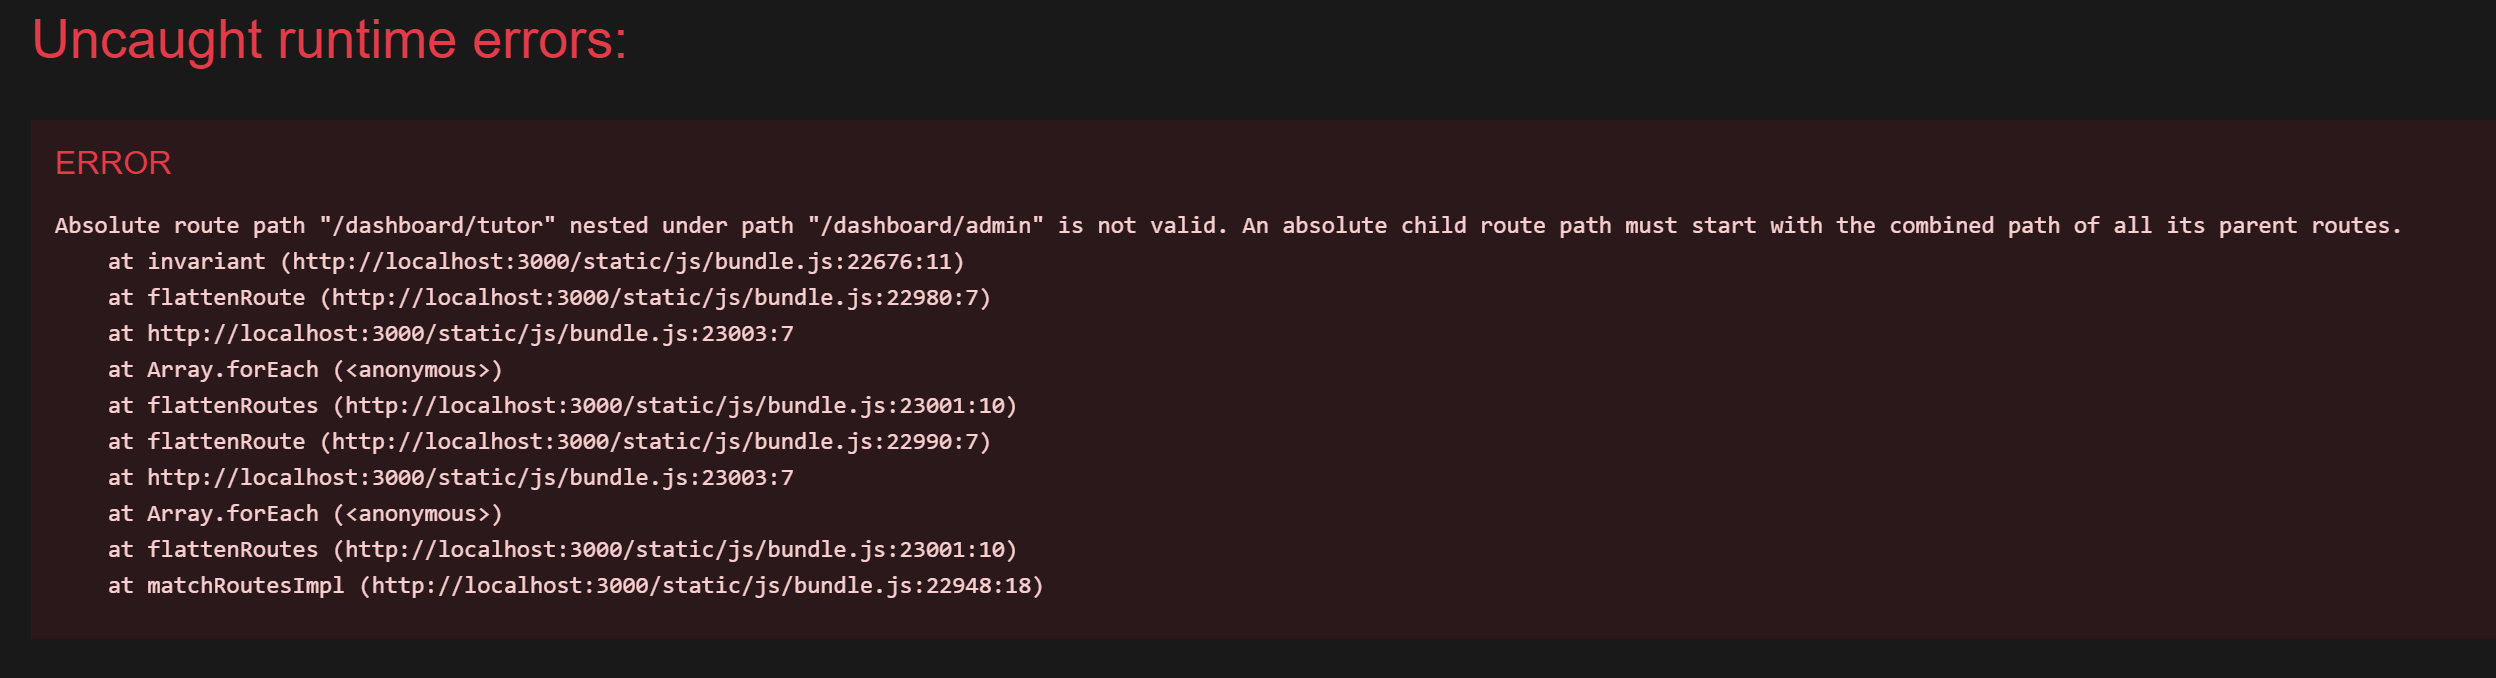 Uncaught runtime errors:
ERROR
Absolute route path "/dashboard/tutor" nested under path "/dashboard/admin" is not valid. An absolute child route path must start with the combined path of all its parent routes.
    at invariant (http://localhost:3000/static/js/bundle.js:22676:11)
    at flattenRoute (http://localhost:3000/static/js/bundle.js:22980:7)
    at http://localhost:3000/static/js/bundle.js:23003:7
    at Array.forEach (<anonymous>)
    at flattenRoutes (http://localhost:3000/static/js/bundle.js:23001:10)
    at flattenRoute (http://localhost:3000/static/js/bundle.js:22990:7)
    at http://localhost:3000/static/js/bundle.js:23003:7
    at Array.forEach (<anonymous>)
    at flattenRoutes (http://localhost:3000/static/js/bundle.js:23001:10)
    at matchRoutesImpl (http://localhost:3000/static/js/bundle.js:22948:18)